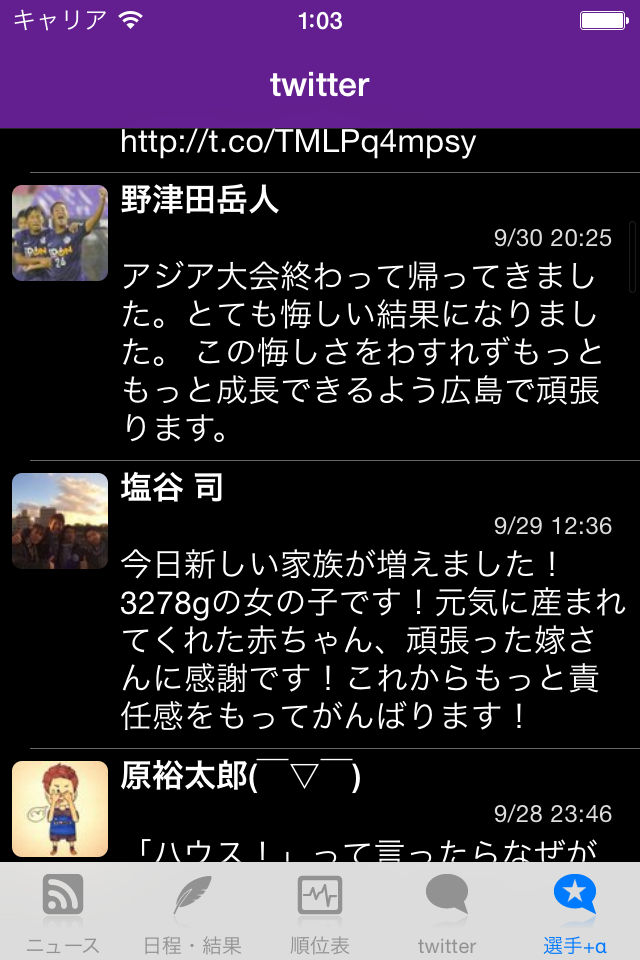 キャリア 1:03
twitter
http://t.co/TMLPq4mpsy
野津田岳人
9/30 20:25
アジア大会終わって帰ってきまし
た。とても悔しい結果になりまし
た。 この悔しさをわすれずもっと
もっと成長できるよう広島で頑張
ります。
塩谷 司
9/29 12:36
今日新しい家族が増えました！
3278gの女の子です！元気に産まれ
てくれた赤ちゃん、頑張った嫁さ
んに感謝です！これからもっと責
任感をもってがんばります！
原裕太郎(￣▽￣)
9/28 23:46
「ハウス！」って言ったらなぜが
ニュース 日程・結果 順位表 twitter 選手+α